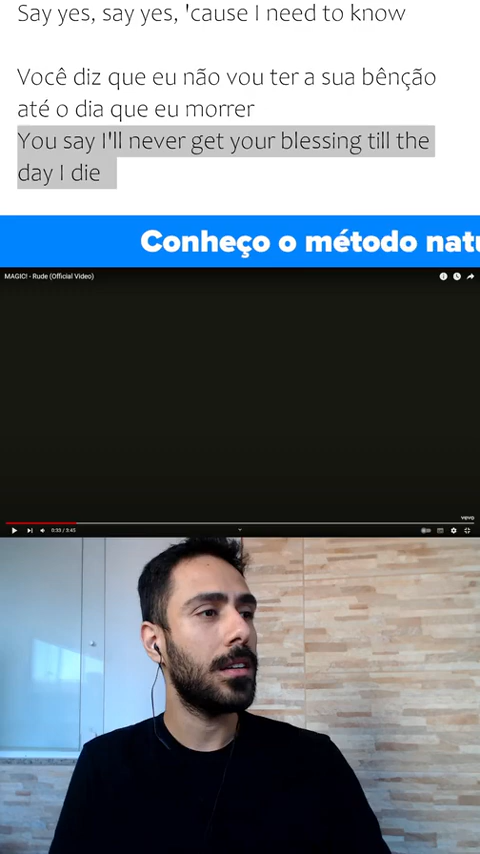 Say yes, say yes, 'cause I need to know
Você diz que eu não vou ter a sua bênção
até o dia que eu morrer
You say I'll never get your blessing till the
day I die
Conheço o método natu
MAGIC! - Rude (Official Video)
vevo
0:33 / 3:45